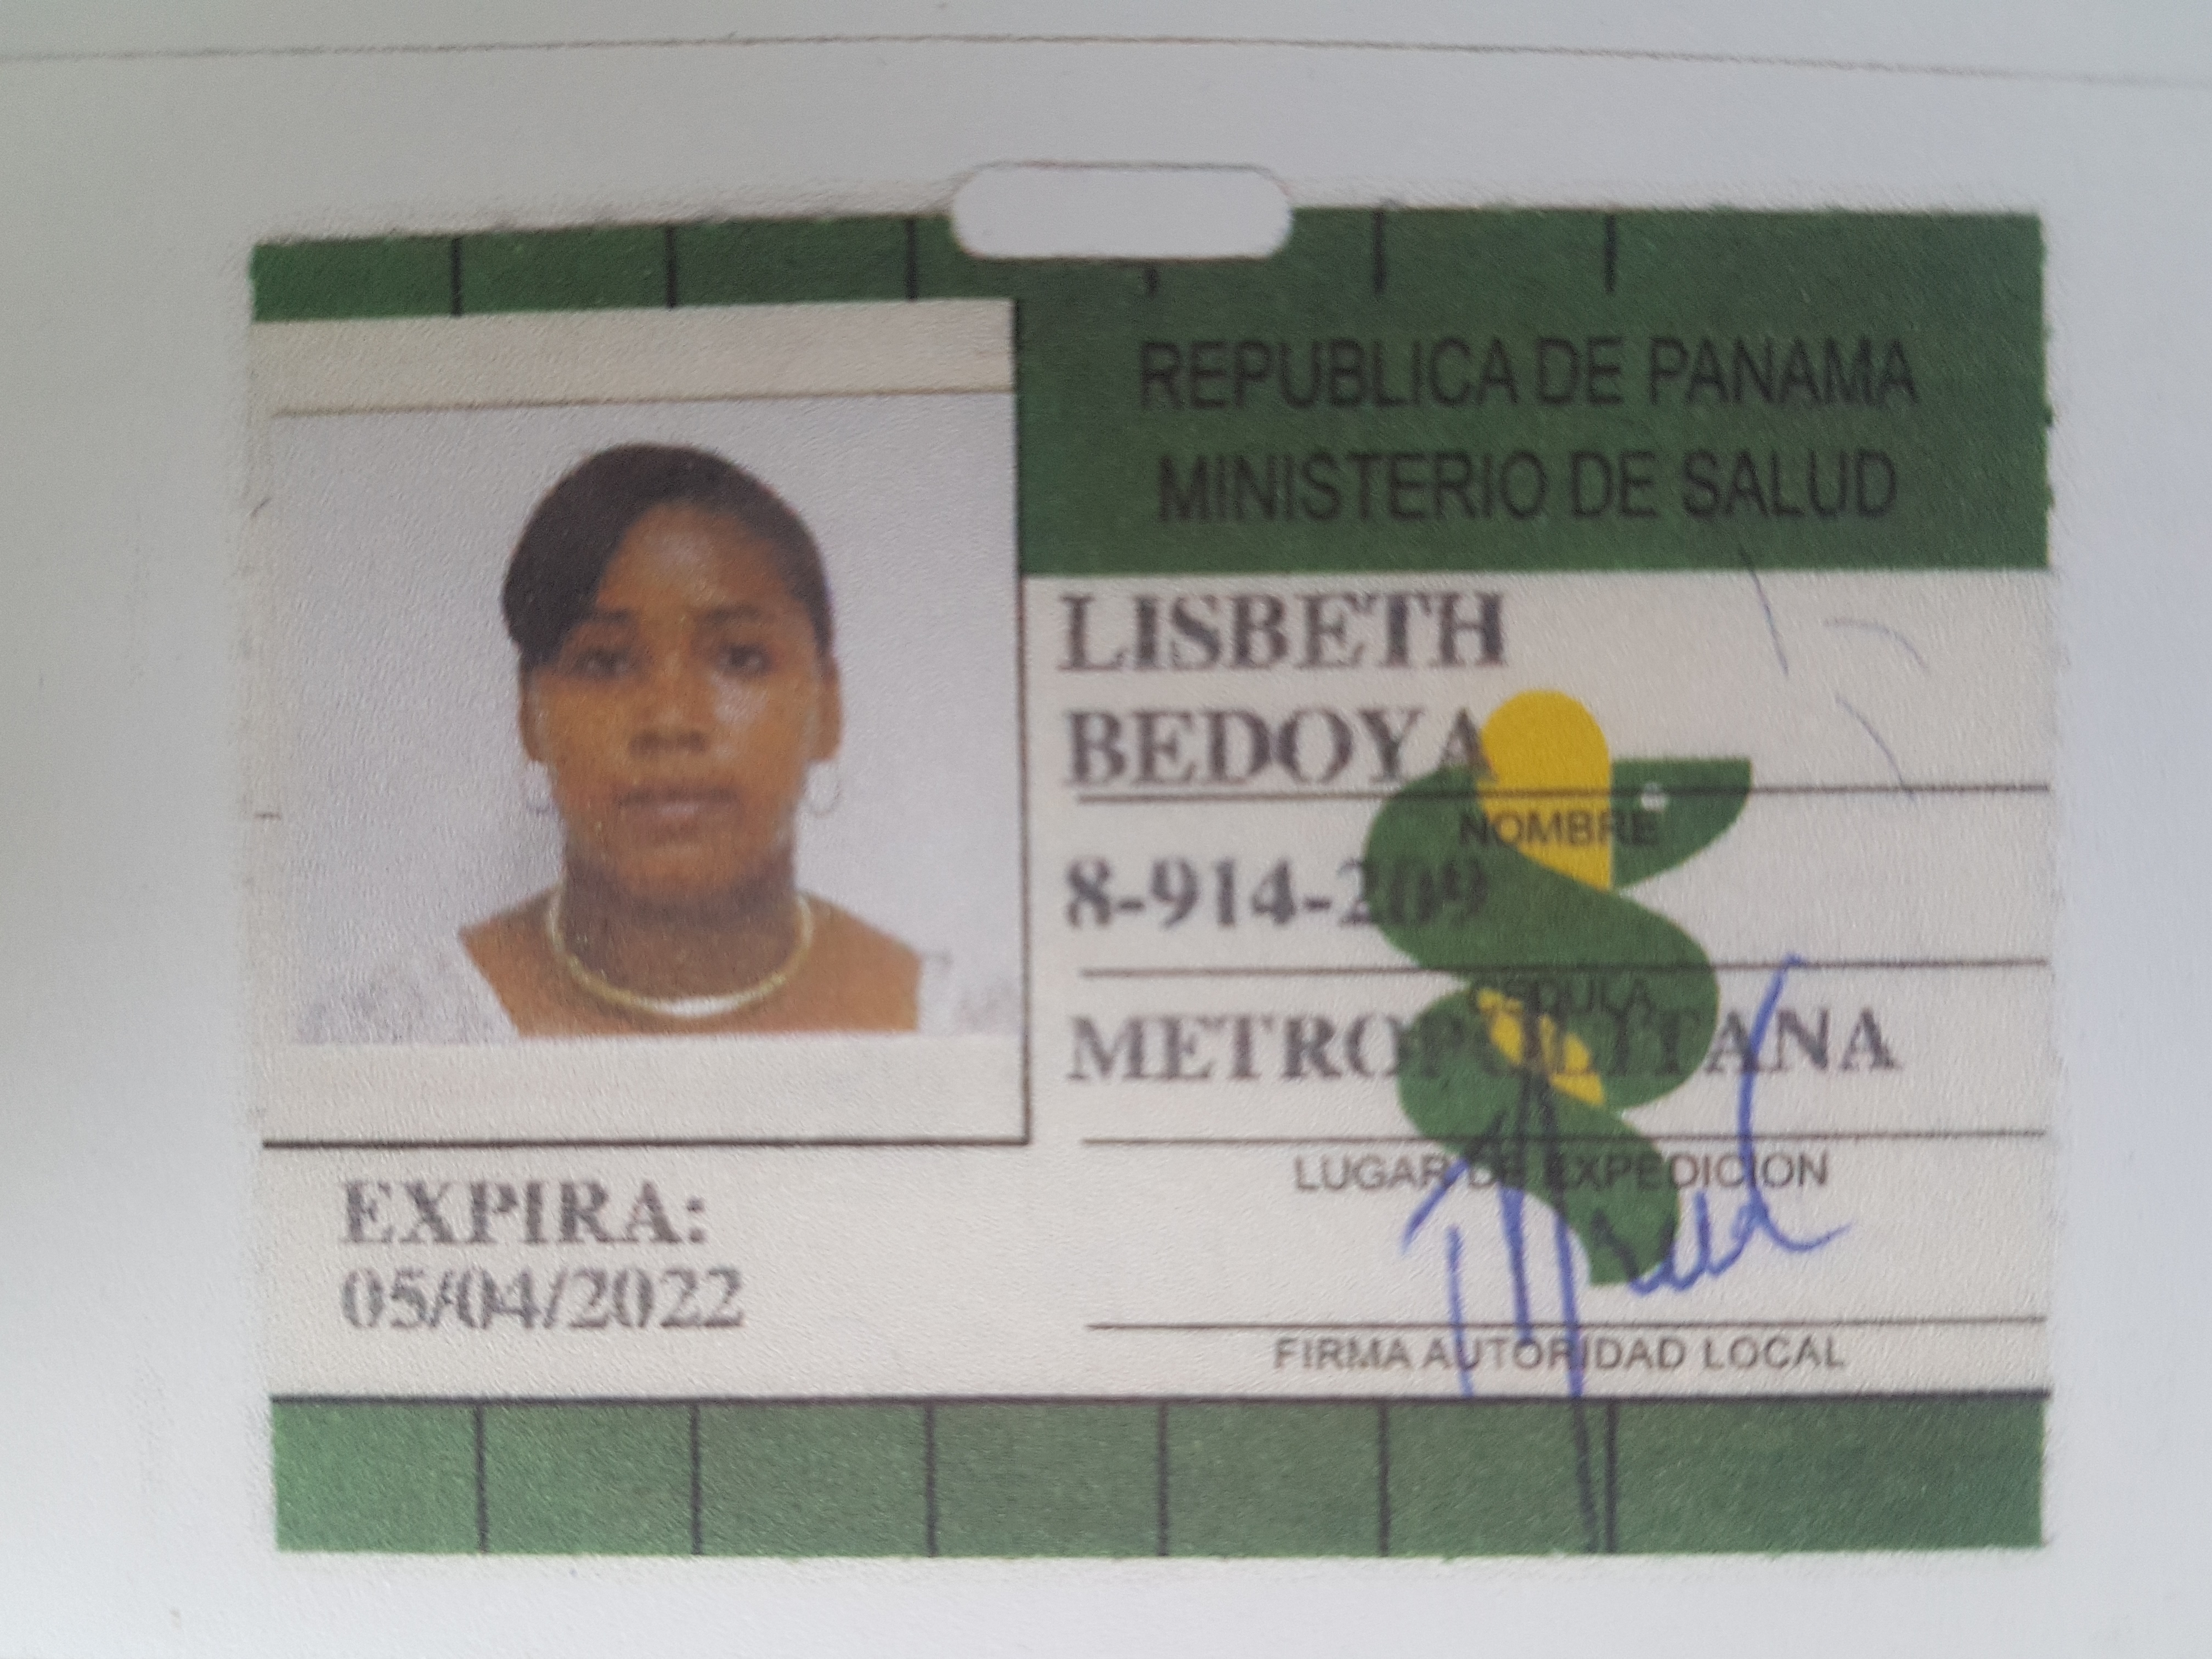 REPUBLICA DE PANAMA
MINISTERIO DE SALUD
LISBETH
BEDOYA
NOMBRE
8-914-209
CEDULA
METROPOLITANA
LUGAR DE EXPEDICION
EXPIRA:
05/04/2022
FIRMA AUTORIDAD LOCAL